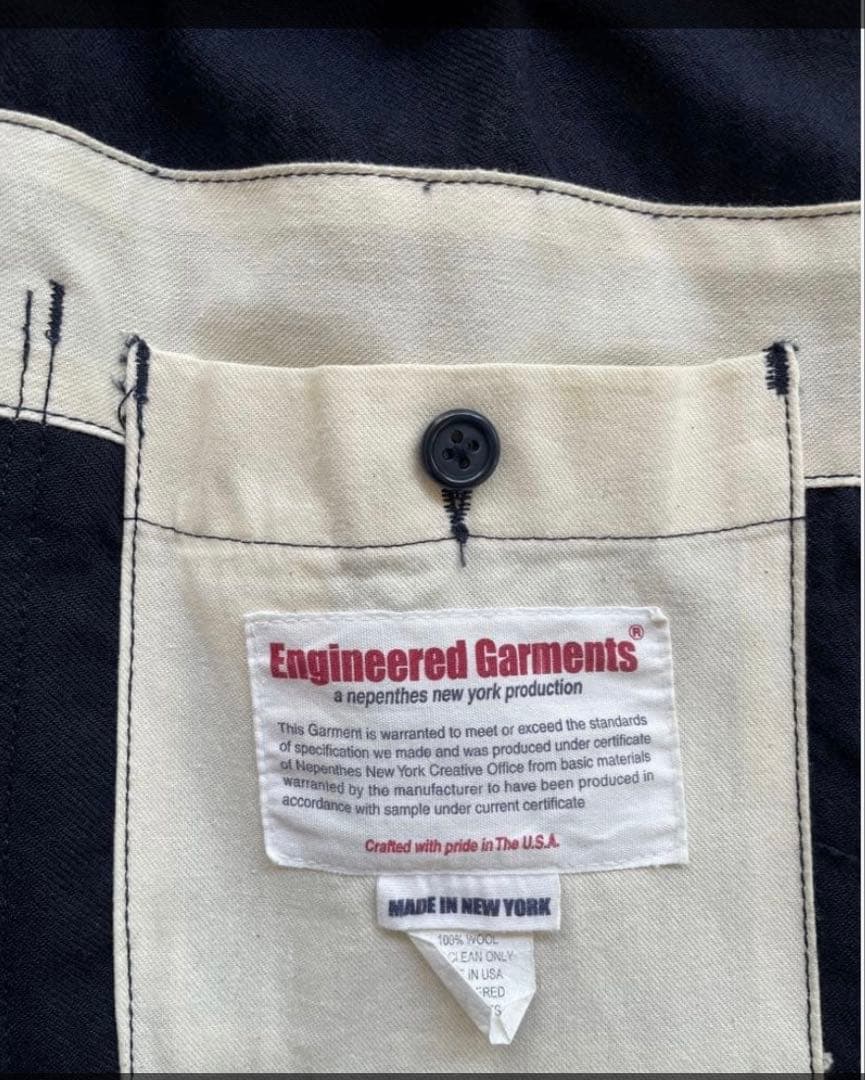 Engineered Garments®
a nepenthes new york production
This Garment is warranted to meet or exceed the standards
of specification we made and was produced under certificate
of Nepenthes New York Creative Office from basic materials
warranted by the manufacturer to have been produced in
accordance with sample under current certificate
Crafted with pride in The U.S.A.
MADE IN NEW YORK
100% WOOL
CLEAN ONLY
IN USA